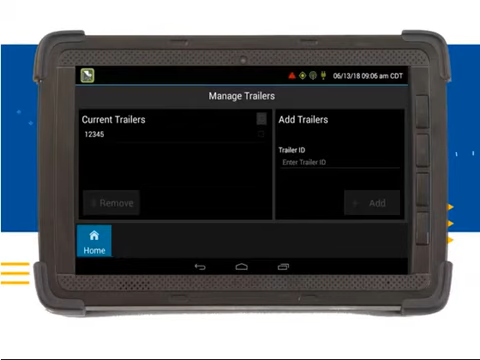 06/13/18 09:06 am CDT
Manage Trailers
Current Trailers
12345
Remove
Add Trailers
Trailer ID
Enter Trailer ID
Add
Home